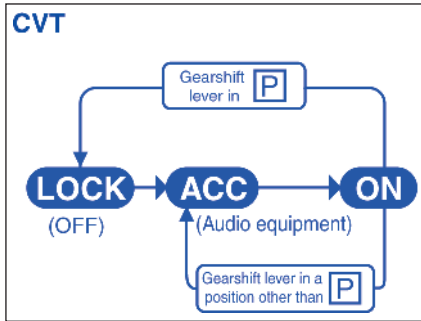 CVT
Gearshift
lever in P
LOCK ACC ON
(OFF) (Audio equipment)
Gearshift lever in a
position other than P